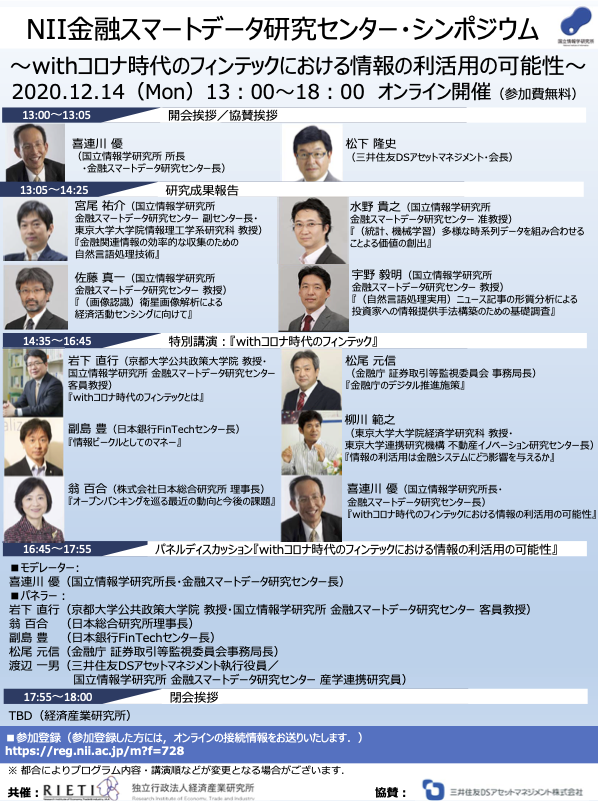 NII金融スマートデータ研究センター・シンポジウム
国立情報学研究所
～withコロナ時代のフィンテックにおける情報の利活用の可能性～
2020.12.14（Mon）13：00～18：00 オンライン開催（参加費無料）
13:00～13:05 開会挨拶／協賛挨拶
喜連川 優
（国立情報学研究所 所長
・金融スマートデータ研究センター長）
松下 隆史
（三井住友DSアセットマネジメント・会長）
13:05～14:25 研究成果報告
宮尾 祐介（国立情報学研究所
金融スマートデータ研究センター 副センター長・
東京大学大学院情報理工学系研究科 教授）
『金融関連情報の効率的な収集のための
自然言語処理技術』
水野 貴之（国立情報学研究所
金融スマートデータ研究センター 准教授）
『（統計、機械学習）多様な時系列データを組み合わせる
ことよる価値の創出』
佐藤 真一（国立情報学研究所
金融スマートデータ研究センター 教授）
『（画像認識）衛星画像解析による
経済活動センシングに向けて』
宇野 毅明（国立情報学研究所
金融スマートデータ研究センター 教授）
『（自然言語処理実用）ニュース記事の形質分析による
投資家への情報提供手法構築のための基礎調査』
14:35～16:45 特別講演：『withコロナ時代のフィンテック』
岩下 直行（京都大学公共政策大学院 教授・
国立情報学研究所 金融スマートデータ研究センター
客員教授）
『withコロナ時代のフィンテックとは』
松尾 元信
（金融庁 証券取引等監視委員会 事務局長）
『金融庁のデジタル推進施策』
副島 豊（日本銀行FinTechセンター長）
『情報ビークルとしてのマネー』
柳川 範之
（東京大学大学院経済学研究科 教授・
東京大学連携研究機構 不動産イノベーション研究センター長）
『情報の利活用は金融システムにどう影響を与えるか』
翁 百合（株式会社日本総合研究所 理事長）
『オープンバンキングを巡る最近の動向と今後の課題』
喜連川 優（国立情報学研究所長・
金融スマートデータ研究センター長）
『withコロナ時代のフィンテックにおける情報の利活用の可能性』
16:45～17:55 パネルディスカッション『withコロナ時代のフィンテックにおける情報の利活用の可能性』
■モデレーター：
喜連川 優（国立情報学研究所長・金融スマートデータ研究センター長）
■パネラー：
岩下 直行（京都大学公共政策大学院 教授・国立情報学研究所 金融スマートデータ研究センター 客員教授）
翁 百合 （日本総合研究所理事長）
副島 豊 （日本銀行FinTechセンター長）
松尾 元信（金融庁 証券取引等監視委員会事務局長）
渡辺 一男（三井住友DSアセットマネジメント執行役員／
国立情報学研究所 金融スマートデータ研究センター 産学連携研究員）
17:55～18:00 閉会挨拶
TBD（経済産業研究所）
■参加登録（参加登録した方には，オンラインの接続情報をお送りいたします．）
https://reg.nii.ac.jp/m?f=728
※ 都合によりプログラム内容・講演順などが変更となる場合がございます．
共催： RIETI 独立行政法人経済産業研究所
Research Institute of Economy, Trade and Industry
協賛： 三井住友DSアセットマネジメント株式会社